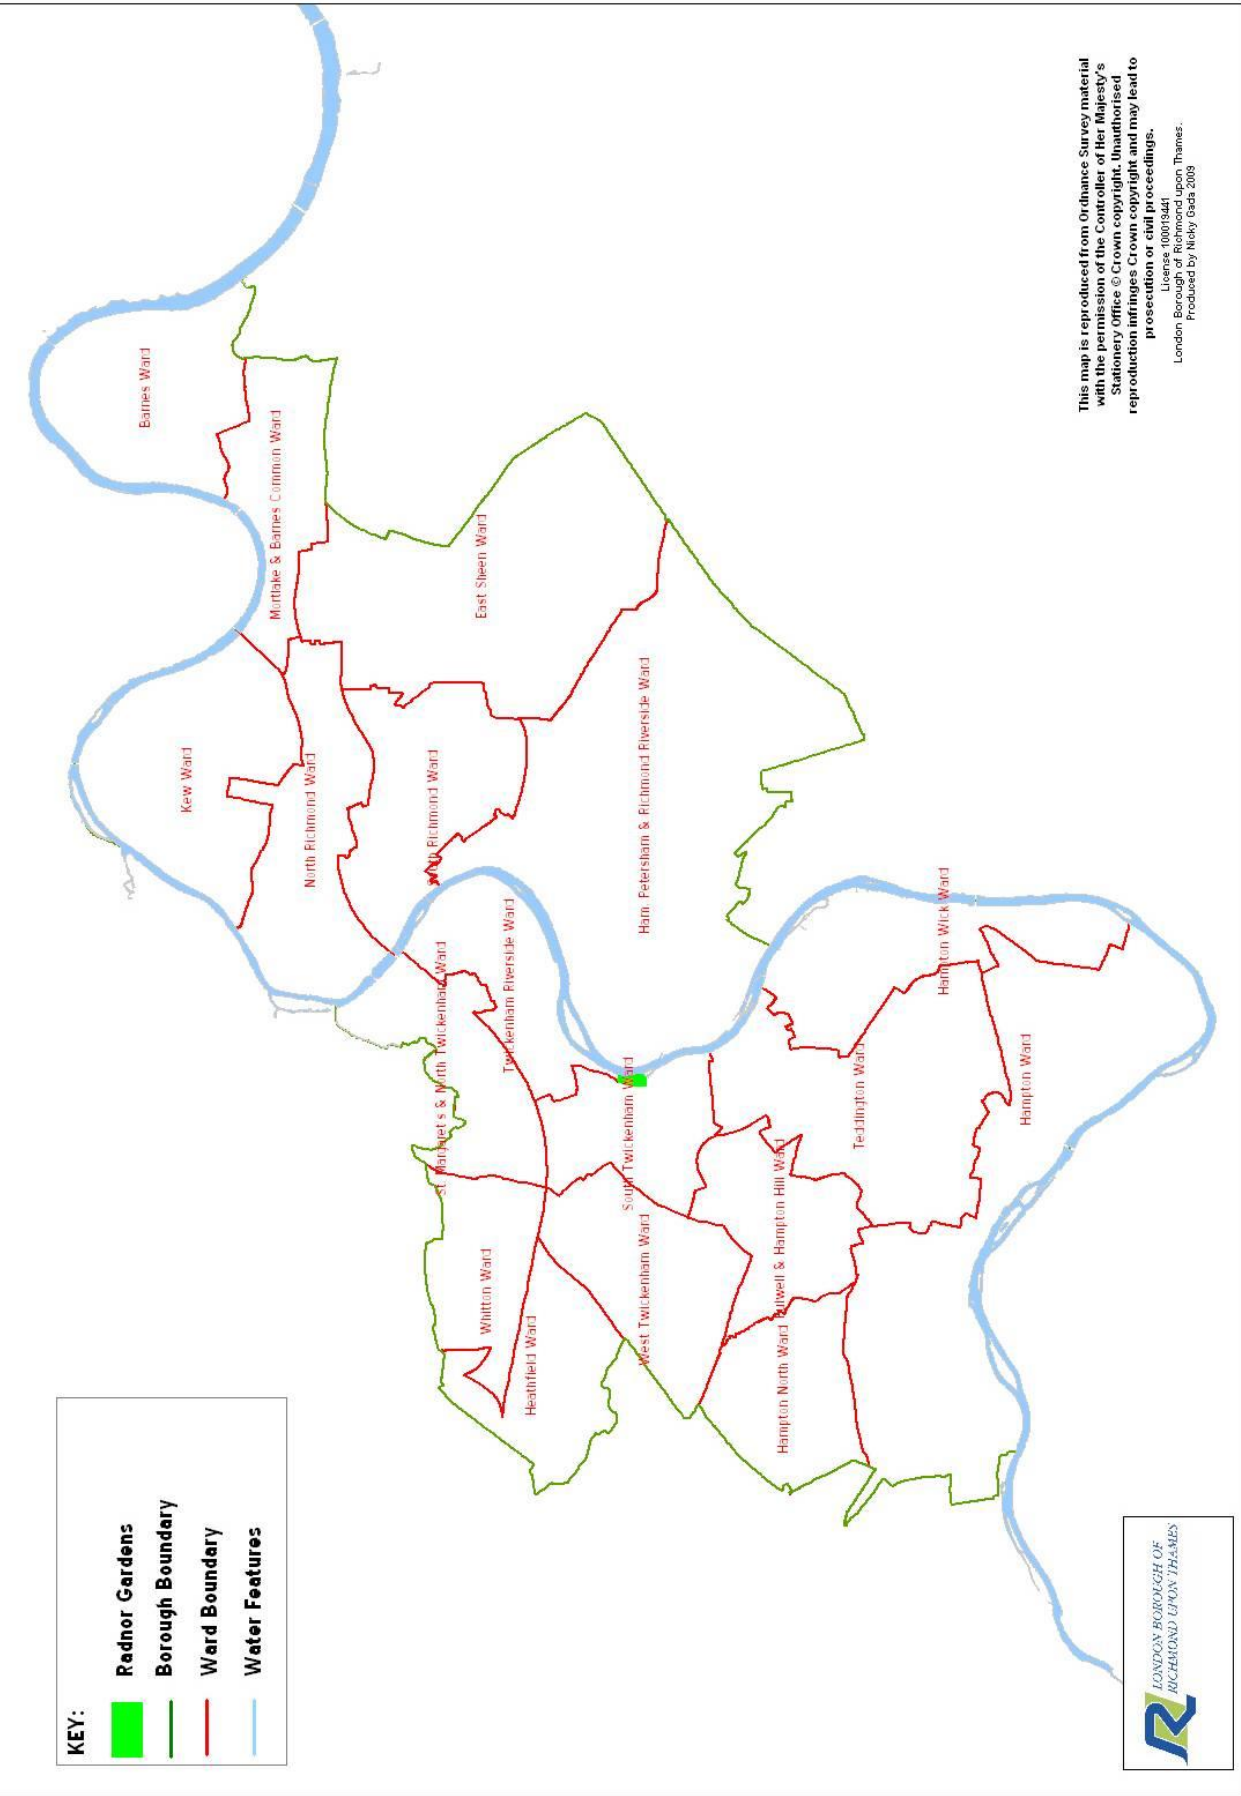 KEY:
Radnor Gardens
Borough Boundary
Ward Boundary
Water Features
Barnes Ward
Mortlake & Barnes Common Ward
Kew Ward
North Richmond Ward
East Sheen Ward
Richmond Ward
Ham, Petersham & Richmond Riverside Ward
St. Margaret s & North Twickenham Ward
Twickenham Riverside Ward
Whitton Ward
Heathfield Ward
South Twickenham Ward
West Twickenham Ward
Hampton North Ward
Fulwell & Hampton Hill Ward
Teddington Ward
Hampton Wick Ward
Hampton Ward
This map is reproduced from Ordnance Survey material
with the permission of the Controller of Her Majesty's
Stationery Office © Crown copyright. Unauthorised
reproduction infringes Crown copyright and may lead to
prosecution or civil proceedings.
License 100019441
London Borough of Richmond upon Thames.
Produced by Nicky Gada 2009
LONDON BOROUGH OF
RICHMOND UPON THAMES